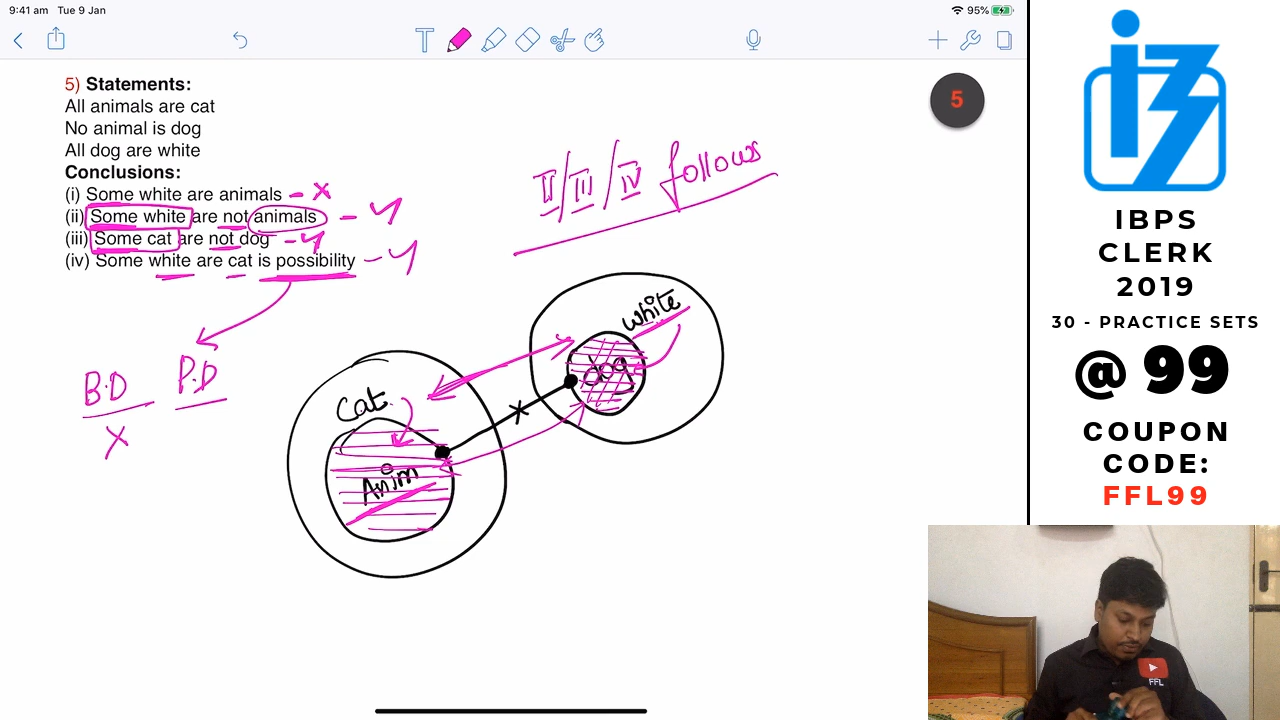 9:41 am Tue 9 Jan
95%
T
5) Statements:
All animals are cat
No animal is dog
All dog are white
Conclusions:
(i) Some white are animals - x
(ii) Some white are not animals - y
(iii) Some cat are not dog - y
(iv) Some white are cat is possibility - y
II/III/IV follows
5
B.D P.D
x
Cat
Anim
x
dog
white
IBPS
CLERK
2019
30 - PRACTICE SETS
@ 99
COUPON
CODE:
FFL99
FFL